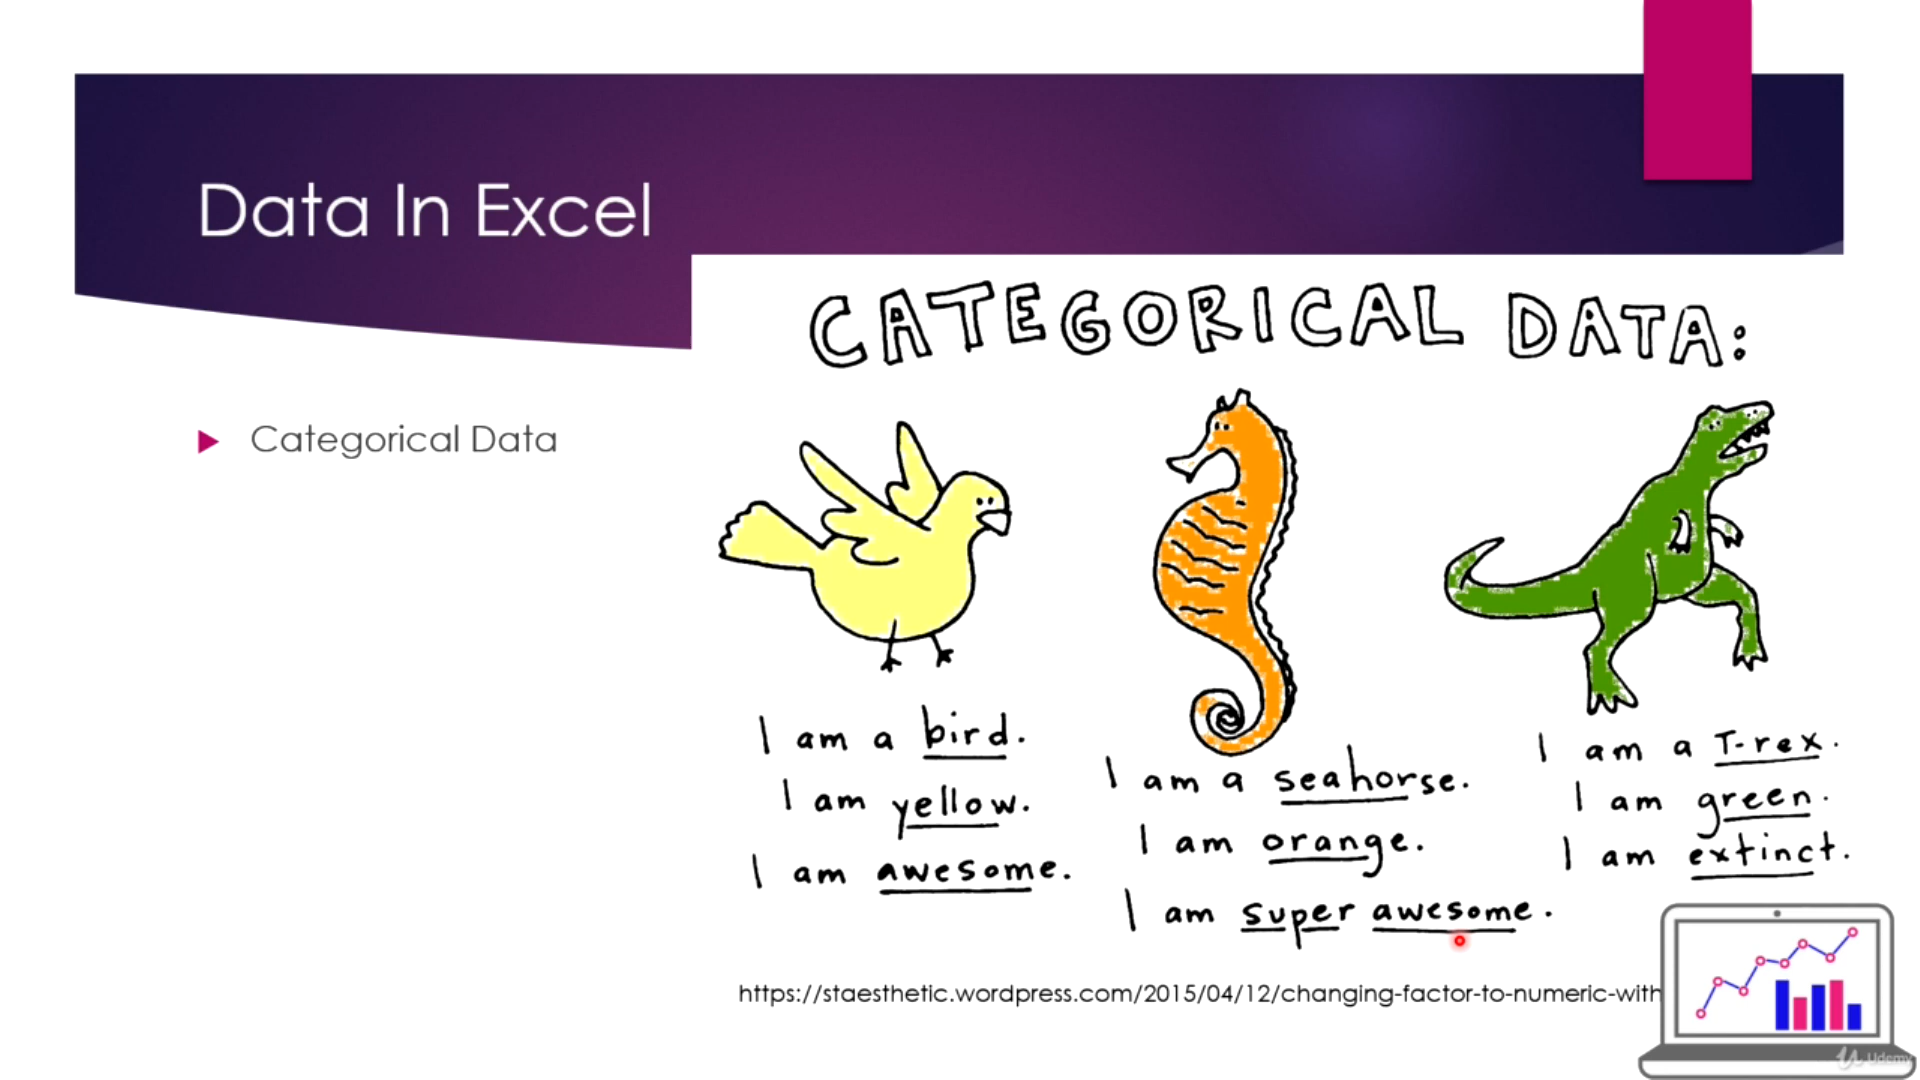 Data In Excel
Categorical Data
CATEGORICAL DATA:
I am a bird.
I am yellow.
I am awesome.
I am a seahorse.
I am orange.
I am super awesome.
I am a T-rex.
I am green.
I am extinct.
https://staesthetic.wordpress.com/2015/04/12/changing-factor-to-numeric-with
Udemy